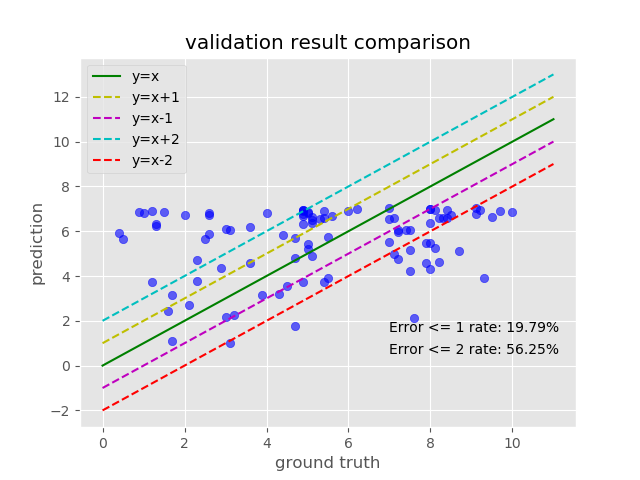 validation result comparison
y=x
y=x+1
y=x-1
y=x+2
y=x-2
12
10
8
6
4
2
0
−2
prediction
Error <= 1 rate: 19.79%
Error <= 2 rate: 56.25%
0 2 4 6 8 10
ground truth